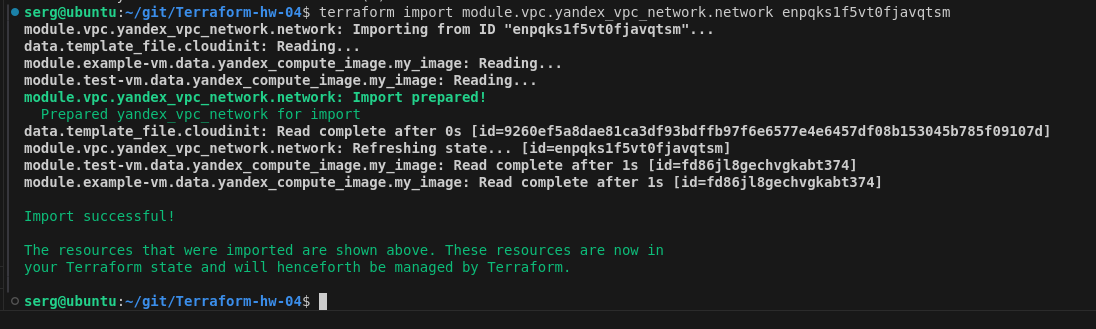 serg@ubuntu:~/git/Terraform-hw-04$ terraform import module.vpc.yandex_vpc_network.network enpqks1f5vt0fjavqtsm
module.vpc.yandex_vpc_network.network: Importing from ID "enpqks1f5vt0fjavqtsm"...
data.template_file.cloudinit: Reading...
module.example-vm.data.yandex_compute_image.my_image: Reading...
module.test-vm.data.yandex_compute_image.my_image: Reading...
module.vpc.yandex_vpc_network.network: Import prepared!
  Prepared yandex_vpc_network for import
data.template_file.cloudinit: Read complete after 0s [id=9260ef5a8dae81ca3df93bdffb97f6e6577e4e6457df08b153045b785f09107d]
module.vpc.yandex_vpc_network.network: Refreshing state... [id=enpqks1f5vt0fjavqtsm]
module.test-vm.data.yandex_compute_image.my_image: Read complete after 1s [id=fd86jl8gechvgkabt374]
module.example-vm.data.yandex_compute_image.my_image: Read complete after 1s [id=fd86jl8gechvgkabt374]
Import successful!
The resources that were imported are shown above. These resources are now in
your Terraform state and will henceforth be managed by Terraform.
serg@ubuntu:~/git/Terraform-hw-04$